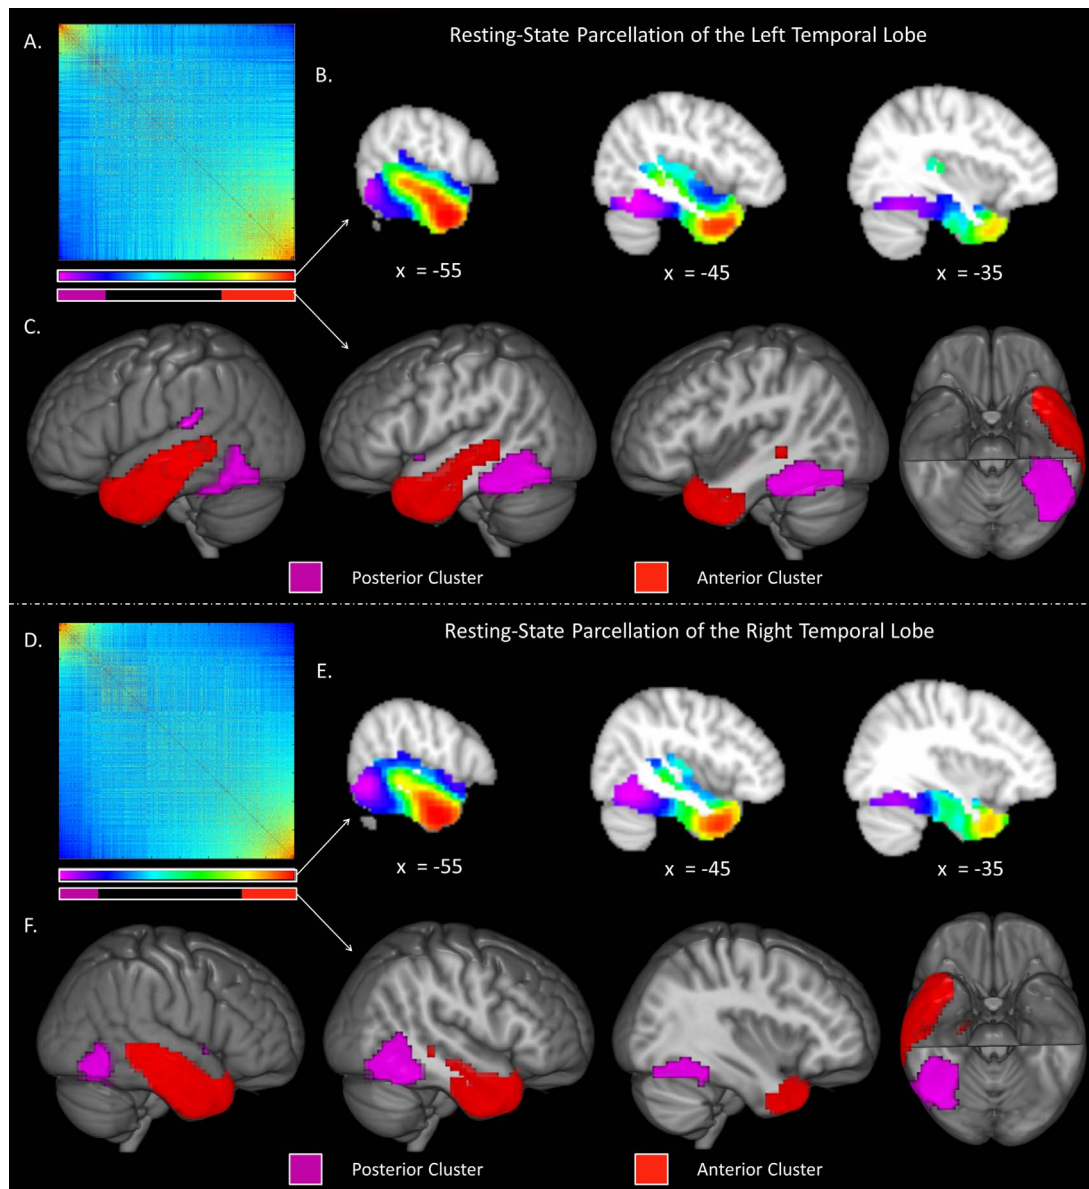 A.
Resting-State Parcellation of the Left Temporal Lobe
B.
x = -55
x = -45
x = -35
C.
Posterior Cluster
Anterior Cluster
D.
Resting-State Parcellation of the Right Temporal Lobe
E.
x = -55
x = -45
x = -35
F.
Posterior Cluster
Anterior Cluster